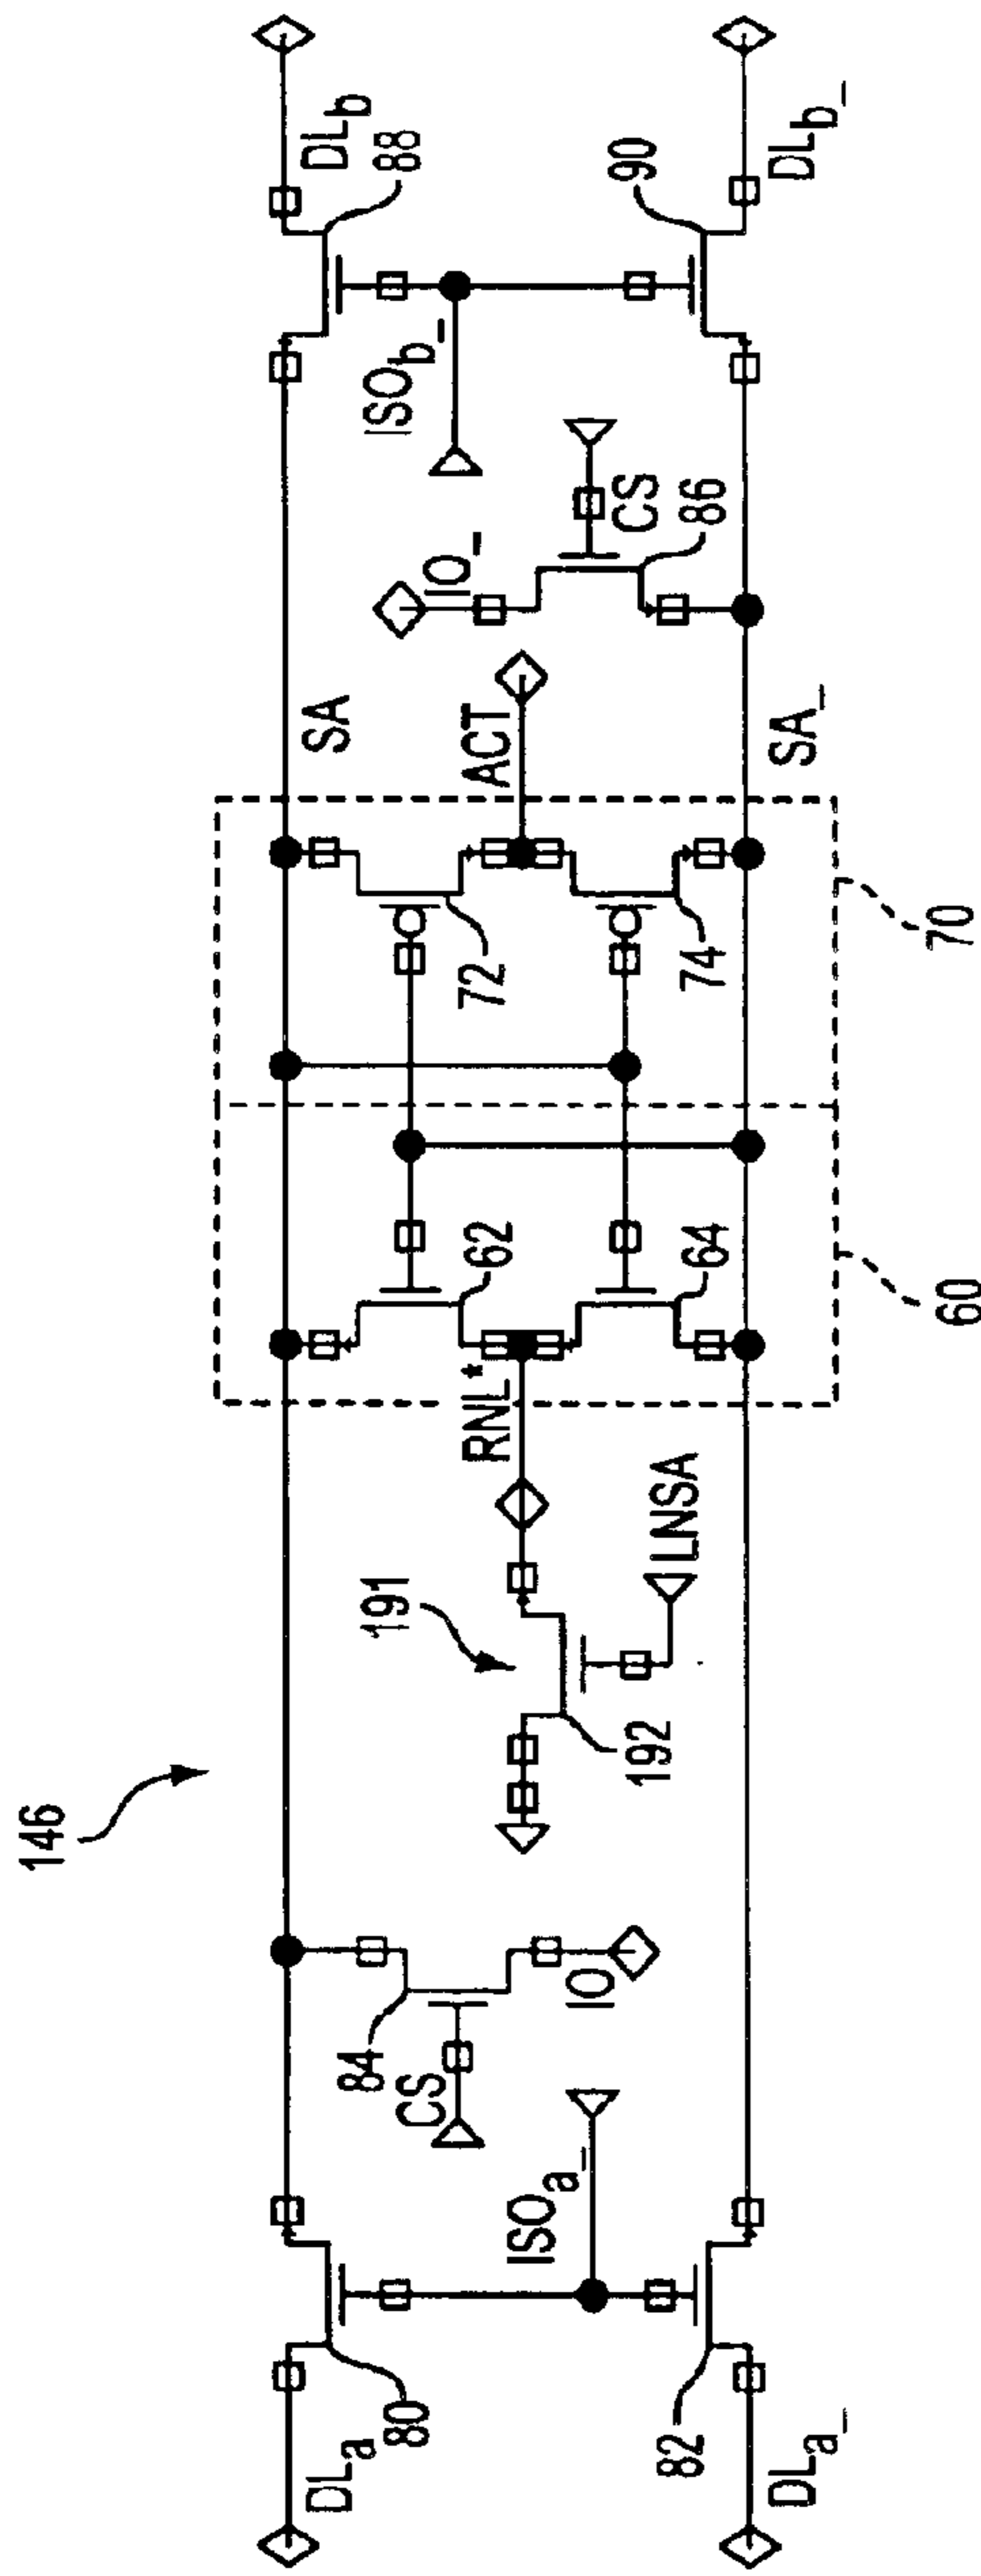 146
DLa
80
82
DLa_
ISOa_
CS
84
IO
191
192
LNSA
RNL*
62
64
60
72
74
70
ACT
SA
SA_
IO_
CS
86
ISOb_
DLb
88
90
DLb_